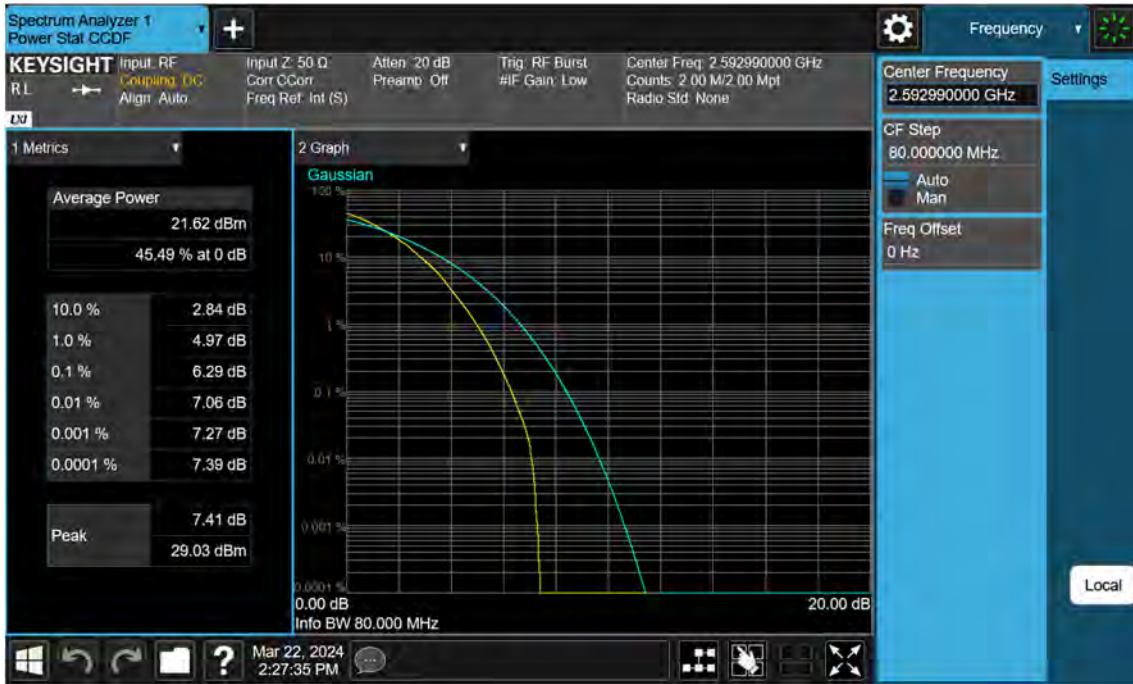 Spectrum Analyzer 1
Power Stat CCDF
+
Frequency
KEYSIGHT
R L
LXI
Input: RF
Coupling: DC
Align: Auto
Input Z: 50 Ω
Corr CCorr
Freq Ref: Int (S)
Atten: 20 dB
Preamp: Off
Trig: RF Burst
#IF Gain: Low
Center Freq: 2.592990000 GHz
Counts: 2.00 M/2.00 Mpt
Radio Std: None
Center Frequency
2.592990000 GHz
Settings
CF Step
80.000000 MHz
Auto
Man
Freq Offset
0 Hz
Local
1 Metrics
Average Power
21.62 dBm
45.49 % at 0 dB
10.0 % 2.84 dB
1.0 % 4.97 dB
0.1 % 6.29 dB
0.01 % 7.06 dB
0.001 % 7.27 dB
0.0001 % 7.39 dB
Peak
7.41 dB
29.03 dBm
2 Graph
Gaussian
100 %
10 %
1 %
0.1 %
0.01 %
0.001 %
0.0001 %
0.00 dB 20.00 dB
Info BW 80.000 MHz
?
Mar 22, 2024
2:27:35 PM